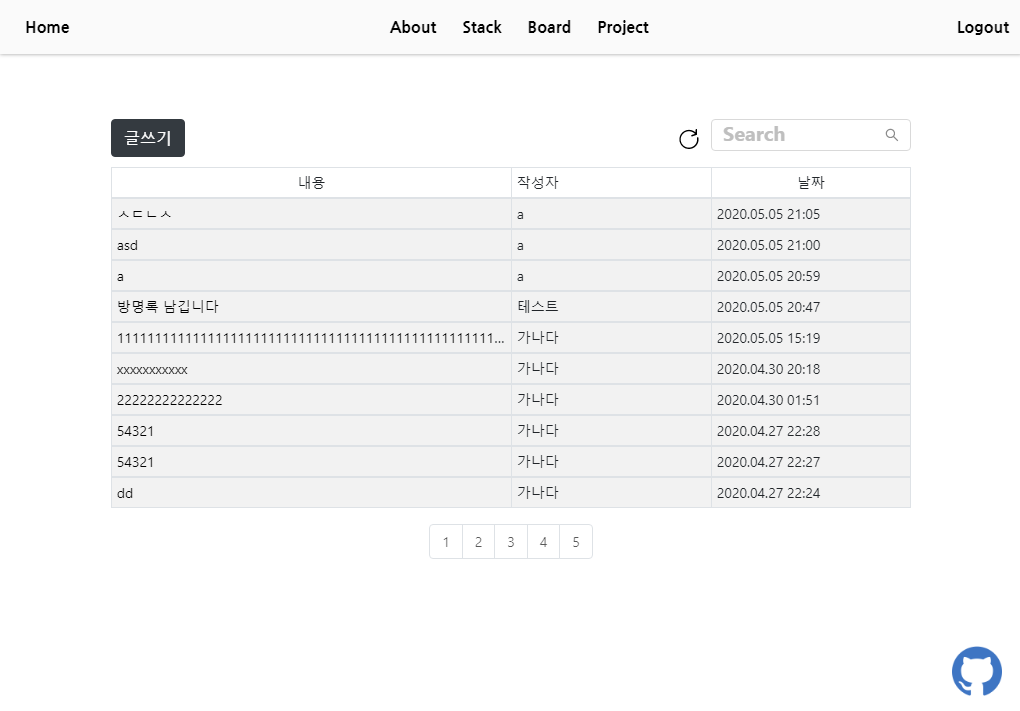 Home About Stack Board Project Logout
글쓰기 Search
내용 작성자 날짜
ㅅㄷㄴㅅ a 2020.05.05 21:05
asd a 2020.05.05 21:00
a a 2020.05.05 20:59
방명록 남깁니다 테스트 2020.05.05 20:47
11111111111111111111111111111111111111111111111111... 가나다 2020.05.05 15:19
xxxxxxxxxxx 가나다 2020.04.30 20:18
22222222222222 가나다 2020.04.30 01:51
54321 가나다 2020.04.27 22:28
54321 가나다 2020.04.27 22:27
dd 가나다 2020.04.27 22:24
1 2 3 4 5